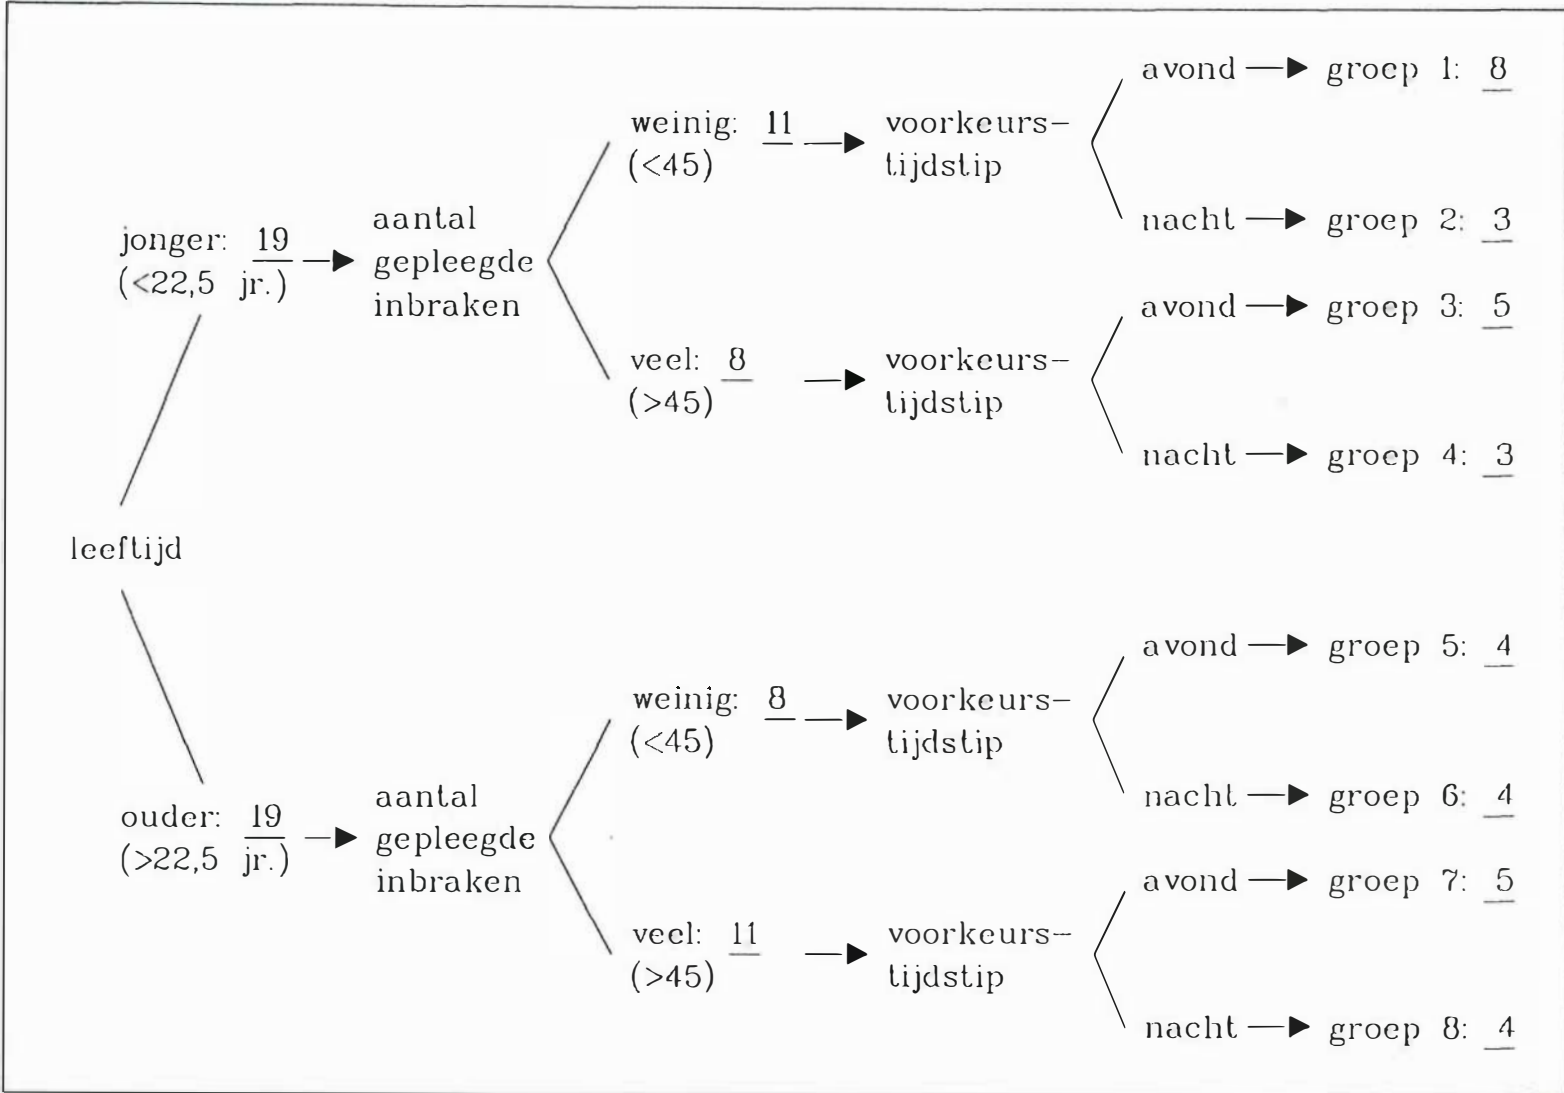 avond groep 1: 8
weinig: 11 voorkeurs-
(<45) tijdstip
nacht groep 2: 3
jonger: 19 aantal
(<22,5 jr.) gepleegde
inbraken
avond groep 3: 5
veel: 8 voorkeurs-
(>45) tijdstip
nacht groep 4: 3
leeftijd
avond groep 5: 4
weinig: 8 voorkeurs-
(<45) tijdstip
nacht groep 6: 4
ouder: 19 aantal
(>22,5 jr.) gepleegde
inbraken
avond groep 7: 5
veel: 11 voorkeurs-
(>45) tijdstip
nacht groep 8: 4